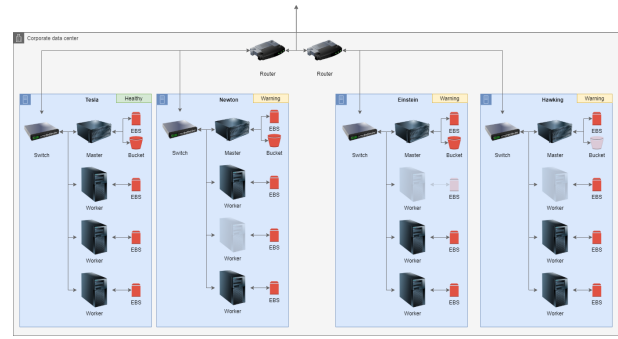 Corporate data center
Router
Router
Tesla
Healthy
Newton
Warning
Einstein
Warning
Hawking
Warning
EBS
EBS
EBS
EBS
Switch
Master
Bucket
Switch
Master
Bucket
Switch
Master
Bucket
Switch
Master
Bucket
EBS
EBS
EBS
EBS
Worker
Worker
Worker
Worker
EBS
EBS
EBS
EBS
Worker
Worker
Worker
Worker
EBS
EBS
EBS
EBS
Worker
Worker
Worker
Worker